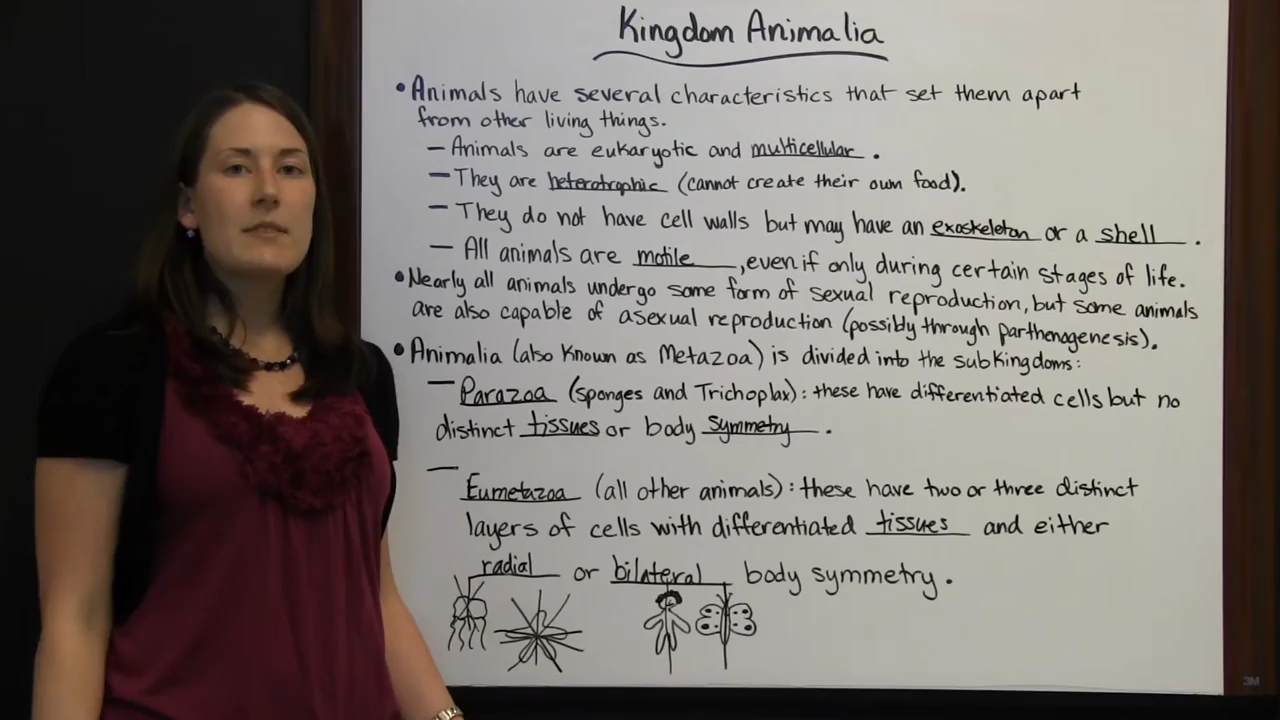 Kingdom Animalia
• Animals have several characteristics that set them apart
from other living things.
— Animals are eukaryotic and multicellular.
— They are heterotrophic (cannot create their own food).
— They do not have cell walls but may have an exoskeleton or a shell.
— All animals are motile, even if only during certain stages of life.
• Nearly all animals undergo some form of sexual reproduction, but some animals
are also capable of asexual reproduction (possibly through parthenogenesis).
• Animalia (also known as Metazoa) is divided into the subkingdoms:
— Parazoa (sponges and Trichoplax): these have differentiated cells but no
distinct tissues or body symmetry.
— Eumetazoa (all other animals): these have two or three distinct
layers of cells with differentiated tissues and either
radial or bilateral body symmetry.
3M